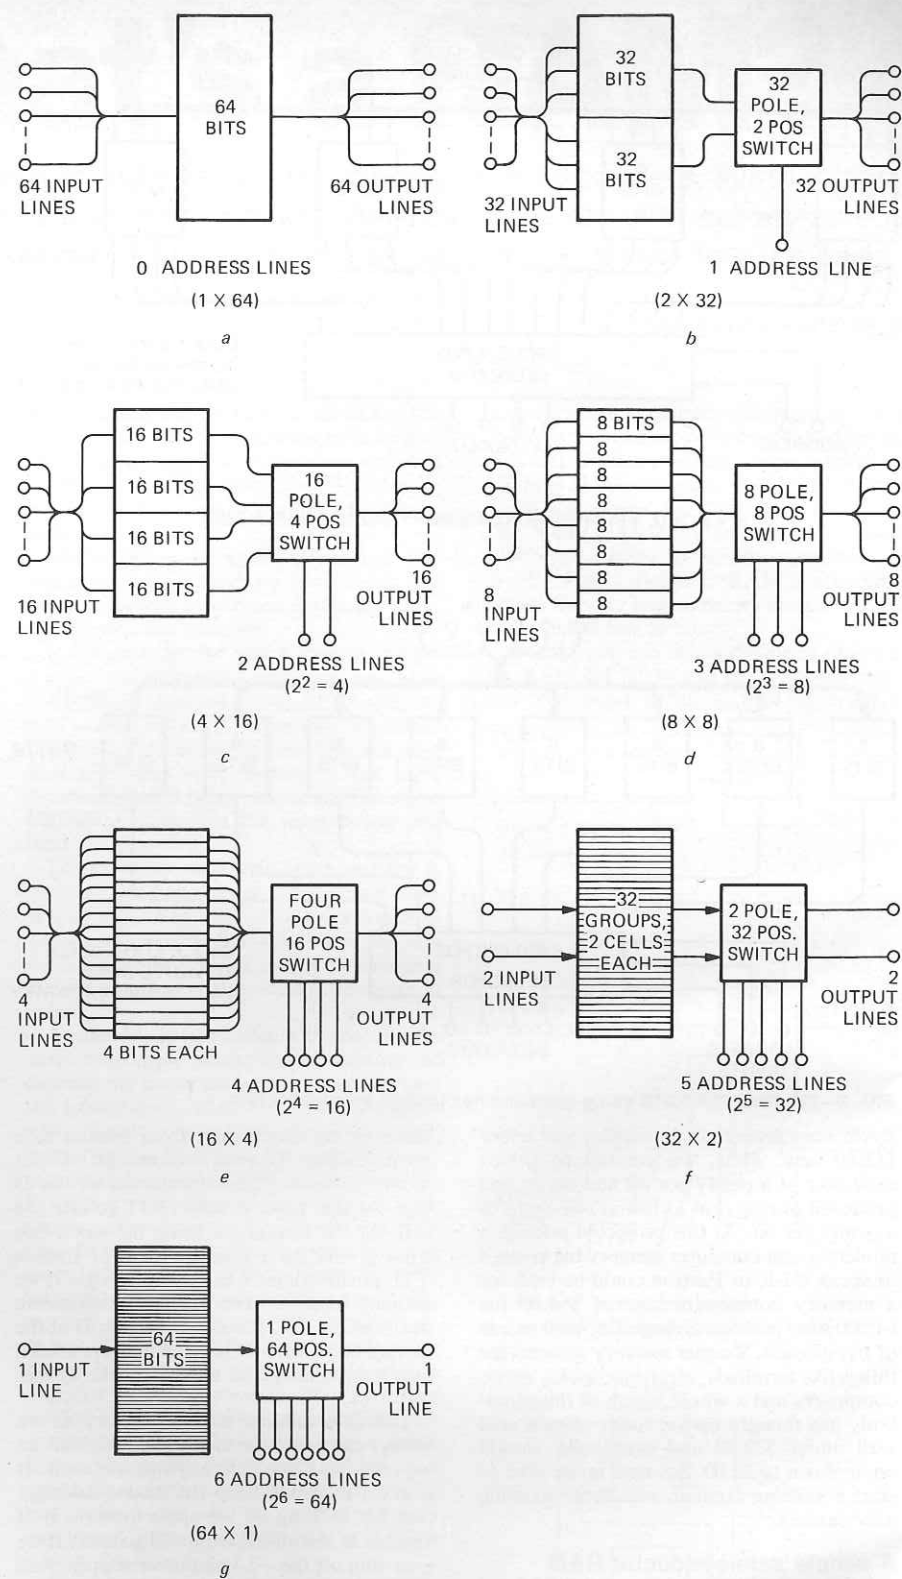 64
BITS
64 INPUT
LINES
64 OUTPUT
LINES
0 ADDRESS LINES
(1 X 64)
a
32
BITS
32
BITS
32
POLE,
2 POS
SWITCH
32 INPUT
LINES
32 OUTPUT
LINES
1 ADDRESS LINE
(2 X 32)
b
16 BITS
16 BITS
16 BITS
16 BITS
16
POLE,
4 POS
SWITCH
16 INPUT
LINES
16
OUTPUT
LINES
2 ADDRESS LINES
(2² = 4)
(4 X 16)
c
8 BITS
8
8
8
8
8
8
8
8 POLE,
8 POS
SWITCH
8
INPUT
LINES
8
OUTPUT
LINES
3 ADDRESS LINES
(2³ = 8)
(8 X 8)
d
FOUR
POLE
16 POS
SWITCH
4
INPUT
LINES
4 BITS EACH
4
OUTPUT
LINES
4 ADDRESS LINES
(2⁴ = 16)
(16 X 4)
e
32
GROUPS,
2 CELLS
EACH
2 POLE,
32 POS.
SWITCH
2 INPUT
LINES
2
OUTPUT
LINES
5 ADDRESS LINES
(2⁵ = 32)
(32 X 2)
f
64
BITS
1 POLE,
64 POS.
SWITCH
1 INPUT
LINE
1
OUTPUT
LINE
6 ADDRESS LINES
(2⁶ = 64)
(64 X 1)
g